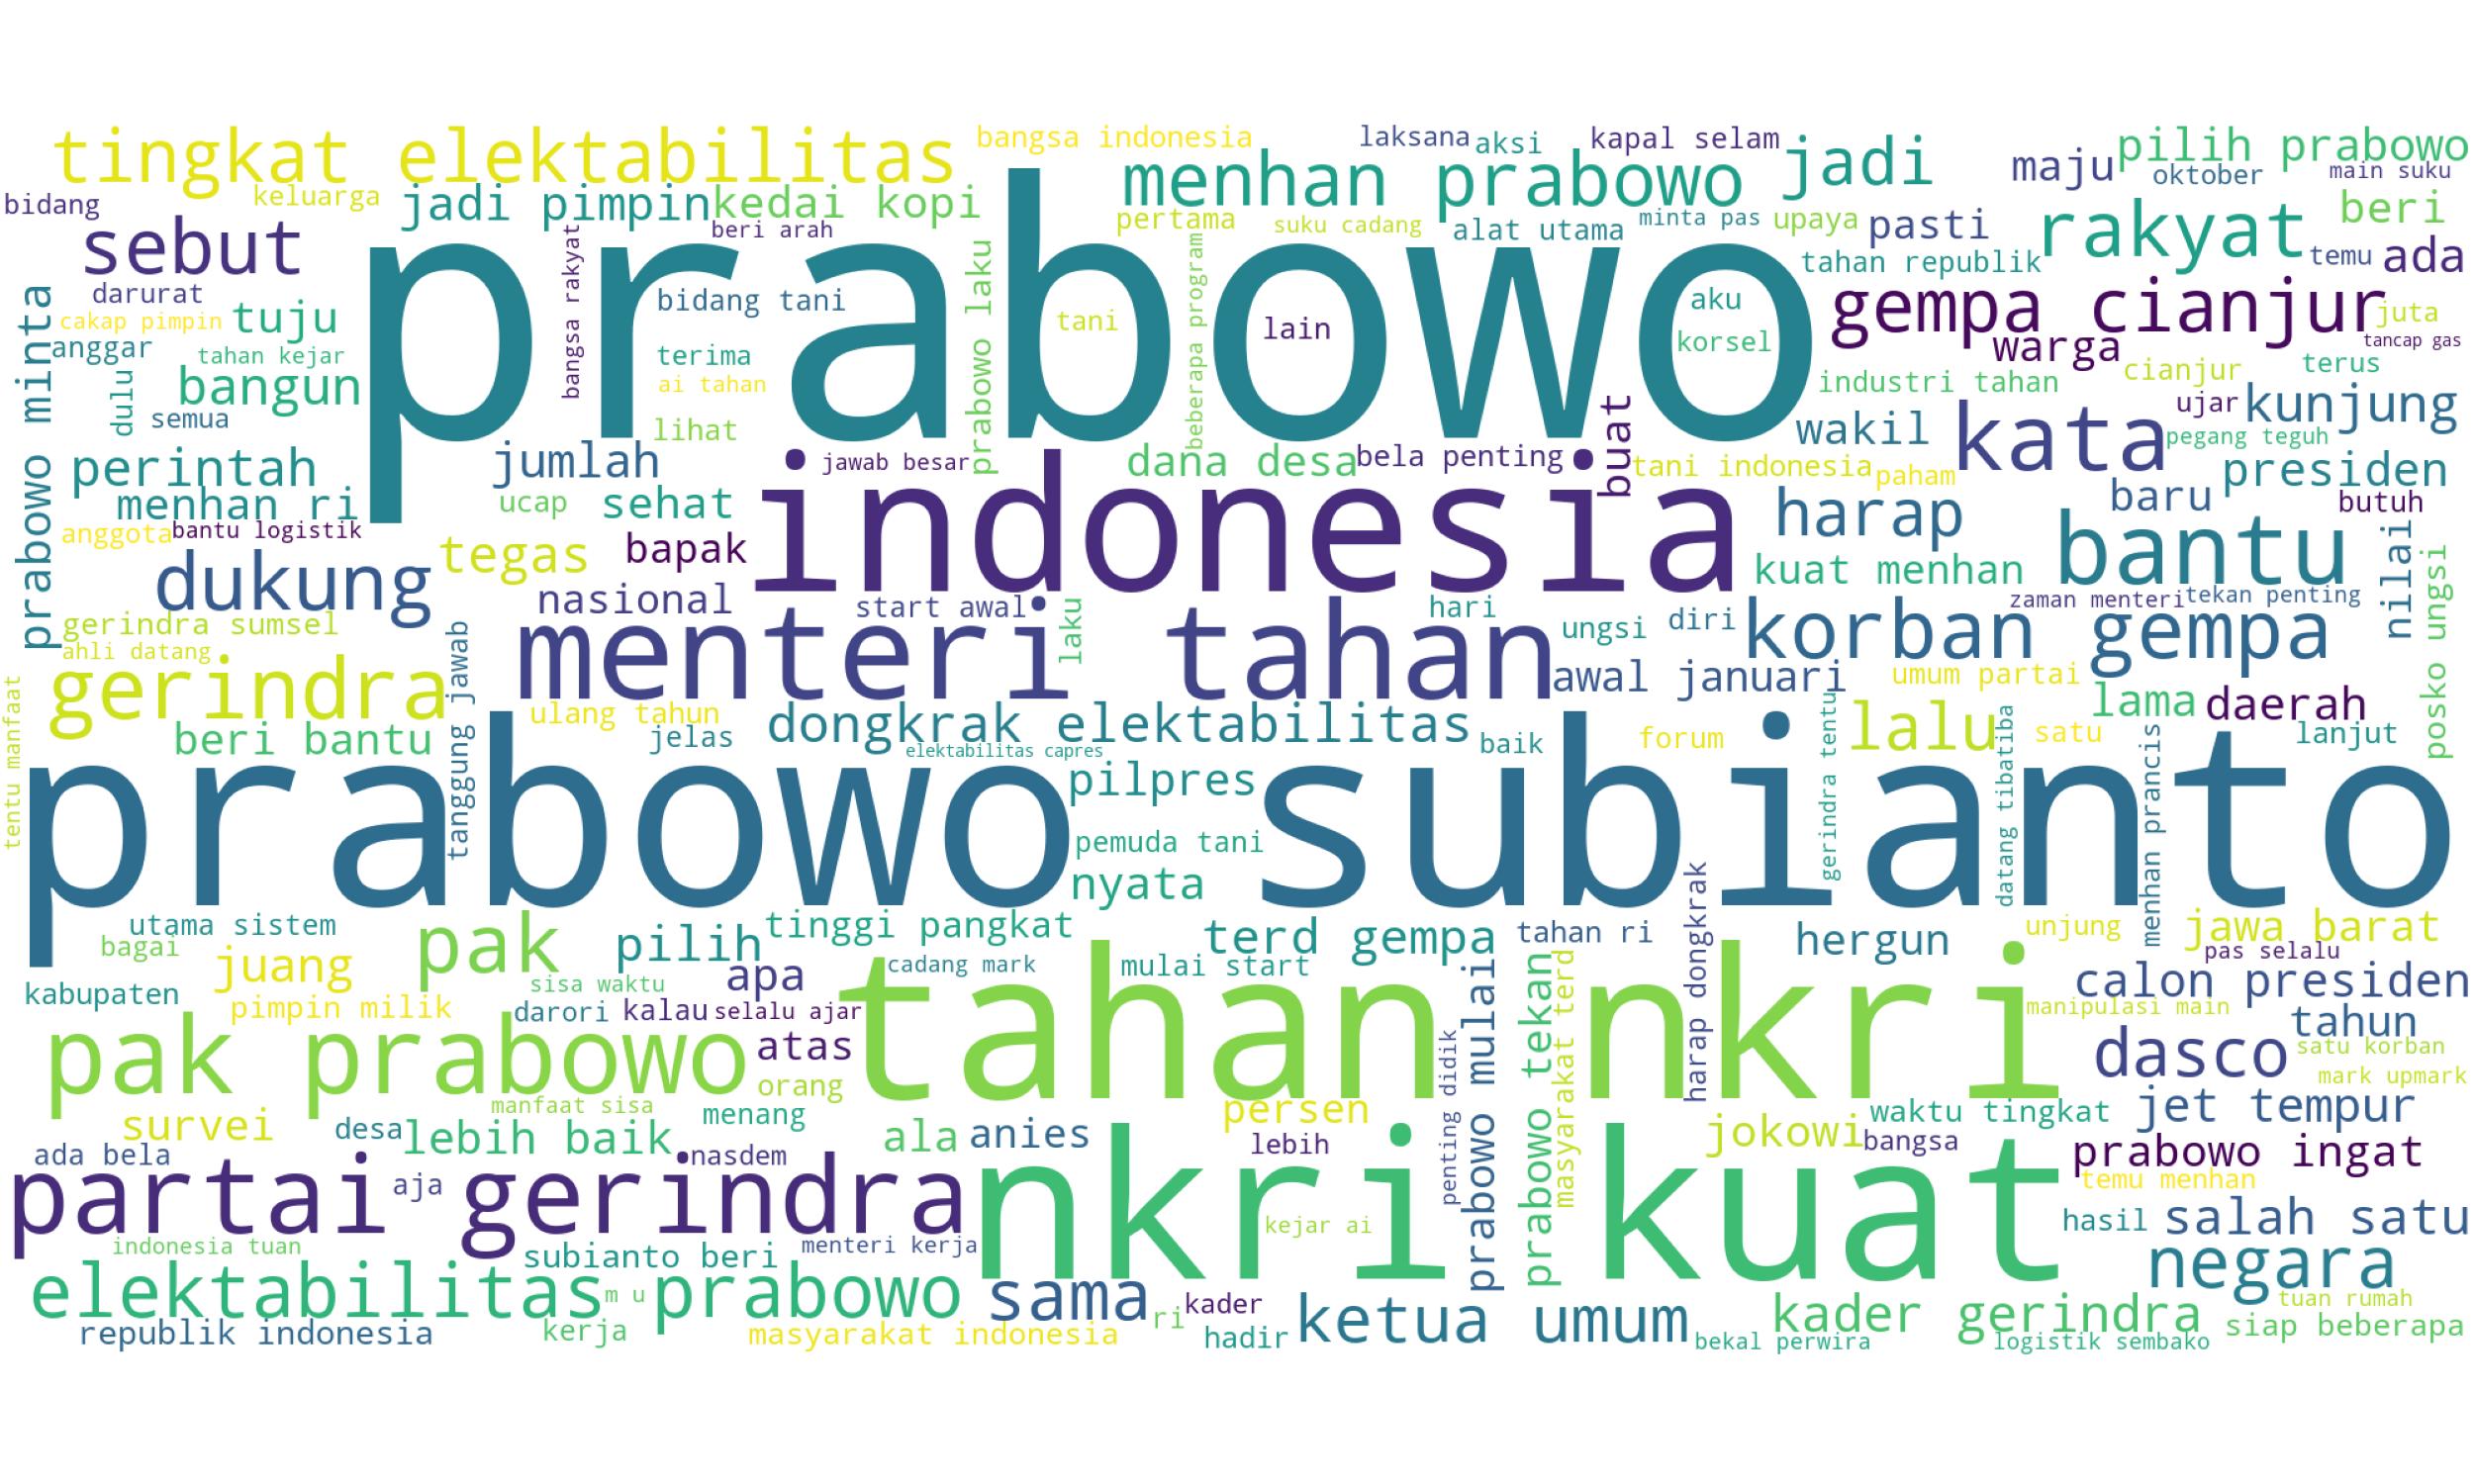 tingkat elektabilitas
bangsa indonesia
laksana
aksi
kapal selam
jadi
maju
pilih prabowo
oktober
main suku
bidang
keluarga
jadi pimpin
kedai kopi
menhan prabowo
pertama
suku cadang
alat utama
minta pas
upaya
pasti
rakyat
beri
sebut
beri arah
bangsa rakyat
prabowo
prabowo laku
beberapa program
tahan republik
temu
ada
darurat
bidang tani
aku
gempa cianjur
juta
prabowo minta
cakap pimpin
tuju
tani
lain
korsel
anggar
tahan kejar
terima
warga
tancap gas
dulu
bangun
ai tahan
industri tahan
cianjur
terus
semua
lihat
buat
wakil
kata
ujar
kunjung
pegang teguh
perintah
jumlah
jawab besar
dana desa
bela penting
tani indonesia
paham
presiden
menhan ri
ucap
sehat
indonesia
harap
baru
butuh
anggota
bantu logistik
tegas
bapak
bantu
nilai
dukung
kuat menhan
posko ungsi
nasional
start awal
menteri tahan
laku
hari
ungsi
diri
korban gempa
zaman menteri
tekan penting
gerindra sumsel
ahli datang
tanggung jawab
gerindra
awal januari
umum partai
lama
daerah
tentu manfaat
beri bantu
ulang tahun
jelas
dongkrak elektabilitas
elektabilitas capres
baik
forum
gerindra tentu
lalu
datang tibatiba
satu
menhan prancis
lanjut
prabowo subianto
pilpres
pemuda tani
nyata
harap dongkrak
utama sistem
bagai
juang
pak
pilih
tinggi pangkat
terd gempa
tahan ri
hergun
unjung
jawa barat
pas selalu
kabupaten
pimpin milik
sisa waktu
apa
cadang mark
mulai start
prabowo mulai
prabowo tekan
masyarakat terd
calon presiden
darori
kalau
selalu ajar
tahan nkri
manipulasi main
tahun
pak prabowo
atas
orang
penting didik
dasco
satu korban
mark upmark
survei
manfaat sisa
menang
persen
waktu tingkat
jet tempur
desa
lebih baik
ala
anies
lebih
jokowi
bangsa
prabowo ingat
ada bela
nasdem
temu menhan
partai gerindra
aja
nkri kuat
kejar ai
hasil
salah satu
indonesia tuan
subianto beri
menteri kerja
negara
elektabilitas prabowo
m u
sama
ri
kader
ketua umum
kader gerindra
tuan rumah
republik indonesia
kerja
masyarakat indonesia
hadir
bekal perwira
logistik sembako
siap beberapa